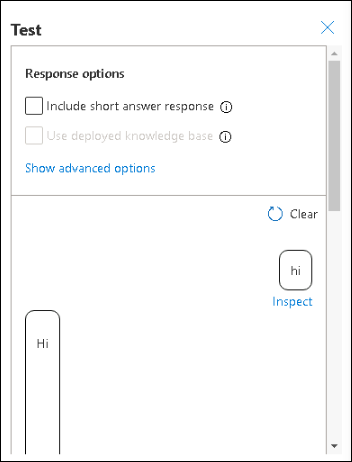 Test
Response options
Include short answer response
Use deployed knowledge base
Show advanced options
Clear
hi
Inspect
Hi